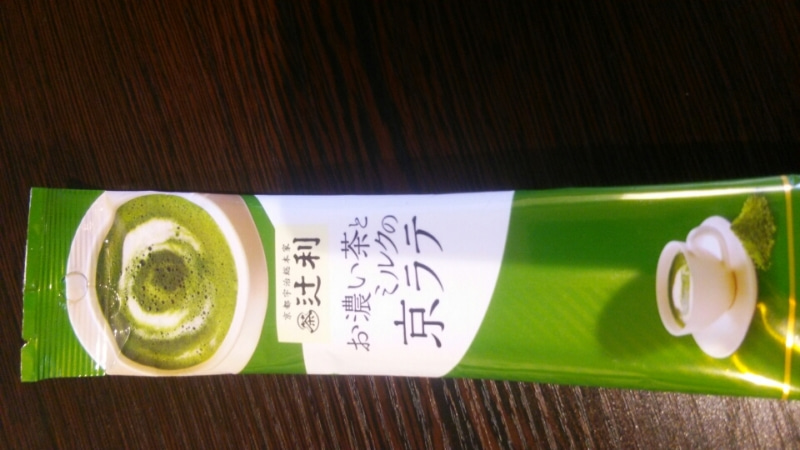 京都宇治総本家
茶 辻利
お濃い茶と
ミルクの
京ラテ